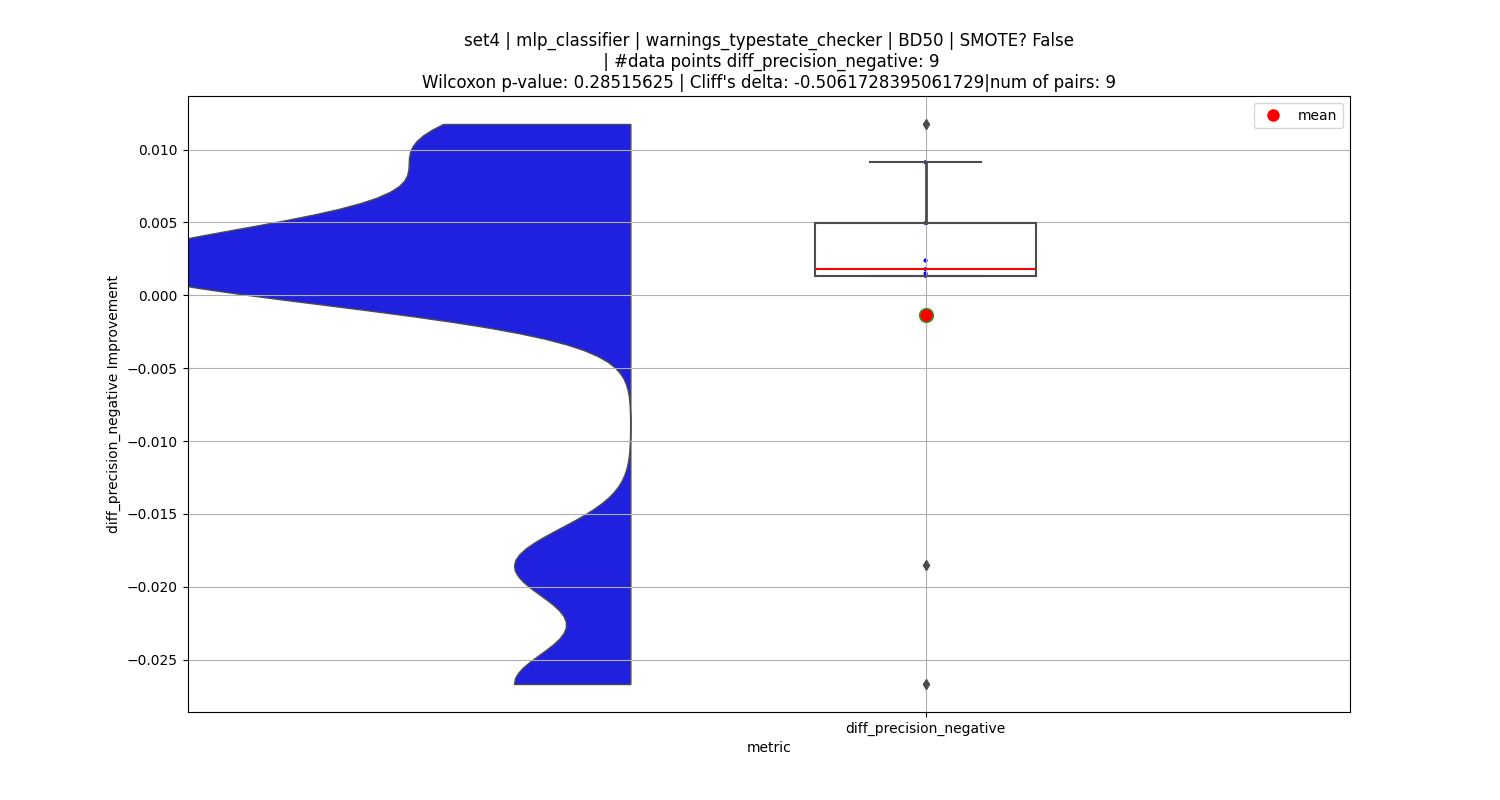 set4 | mlp_classifier | warnings_typestate_checker | BD50 | SMOTE? False
| #data points diff_precision_negative: 9
Wilcoxon p-value: 0.28515625 | Cliff's delta: -0.5061728395061729|num of pairs: 9
mean
0.010
0.005
0.000
−0.005
−0.010
−0.015
−0.020
−0.025
diff_precision_negative Improvement
diff_precision_negative
metric